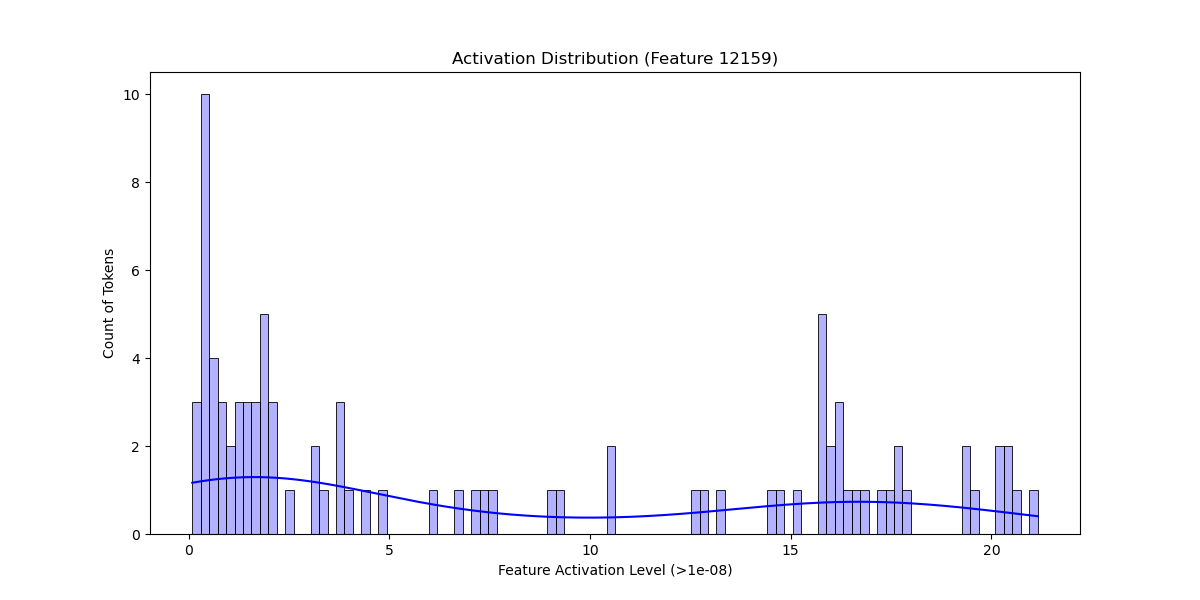 Activation Distribution (Feature 12159)
10
8
6
4
2
0
Count of Tokens
0 5 10 15 20
Feature Activation Level (>1e-08)